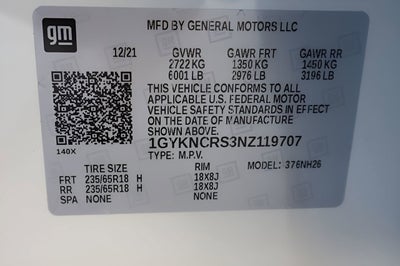 gm
MFD BY GENERAL MOTORS LLC
12/21 GVWR GAWR FRT GAWR RR
2722 KG 1350 KG 1450 KG
6001 LB 2976 LB 3196 LB
THIS VEHICLE CONFORMS TO ALL
APPLICABLE U.S. FEDERAL MOTOR
VEHICLE SAFETY STANDARDS IN EFFECT
ON THE DATE OF MANUFACTURE
SHOWN ABOVE.
1GYKNCRS3NZ119707
140X TYPE: M.P.V. MODEL: 376NH26
TIRE SIZE RIM
FRT 235/65R18 H 18X8J
RR 235/65R18 H 18X8J
SPA NONE NONE